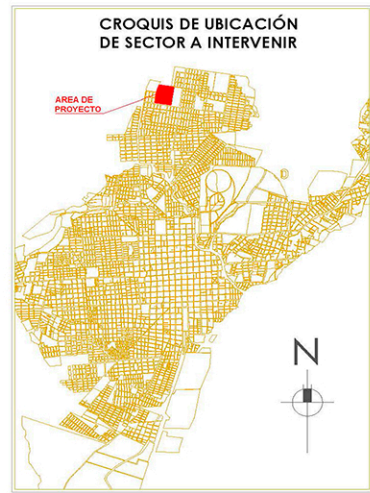 CROQUIS DE UBICACIÓN
DE SECTOR A INTERVENIR
AREA DE
PROYECTO
N